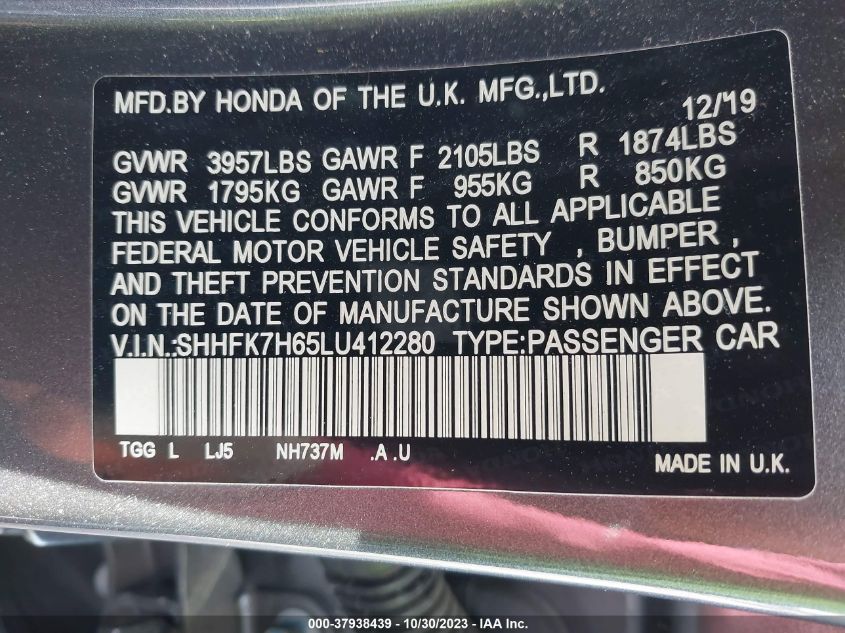 MFD.BY HONDA OF THE U.K. MFG.,LTD. 12/'19
GVWR 3957LBS GAWR F 2105LBS R 1874LBS
GVWR 1795KG GAWR F 955KG R 850KG
THIS VEHICLE CONFORMS TO ALL APPLICABLE
FEDERAL MOTOR VEHICLE SAFETY , BUMPER ,
AND THEFT PREVENTION STANDARDS IN EFFECT
ON THE DATE OF MANUFACTURE SHOWN ABOVE.
V.I.N.:SHHFK7H65LU412280 TYPE:PASSENGER CAR
TGG L LJ5 NH737M .A .U
MADE IN U.K.
000-37938439 - 10/30/2023 - IAA Inc.